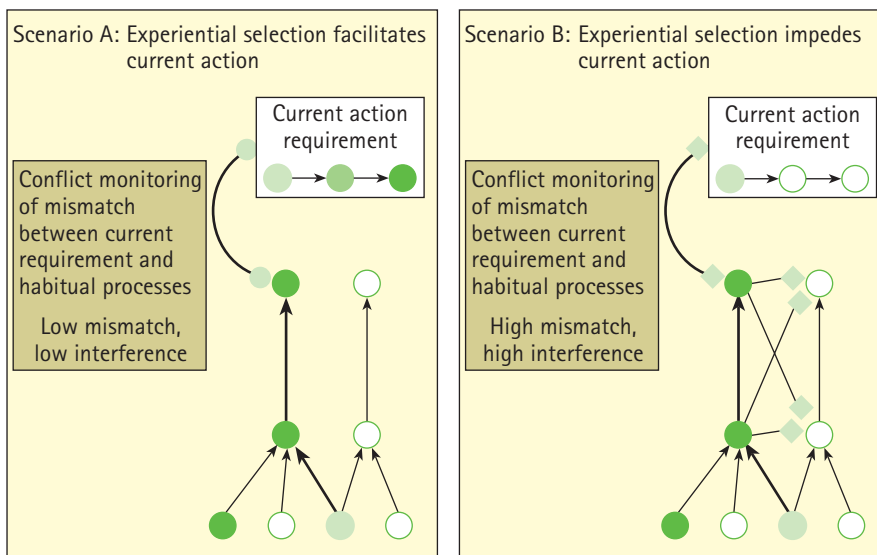 Scenario A: Experiential selection facilitates
current action
Current action
requirement
Conflict monitoring
of mismatch
between current
requirement and
habitual processes
Low mismatch,
low interference
Scenario B: Experiential selection impedes
current action
Current action
requirement
Conflict monitoring
of mismatch
between current
requirement and
habitual processes
High mismatch,
high interference